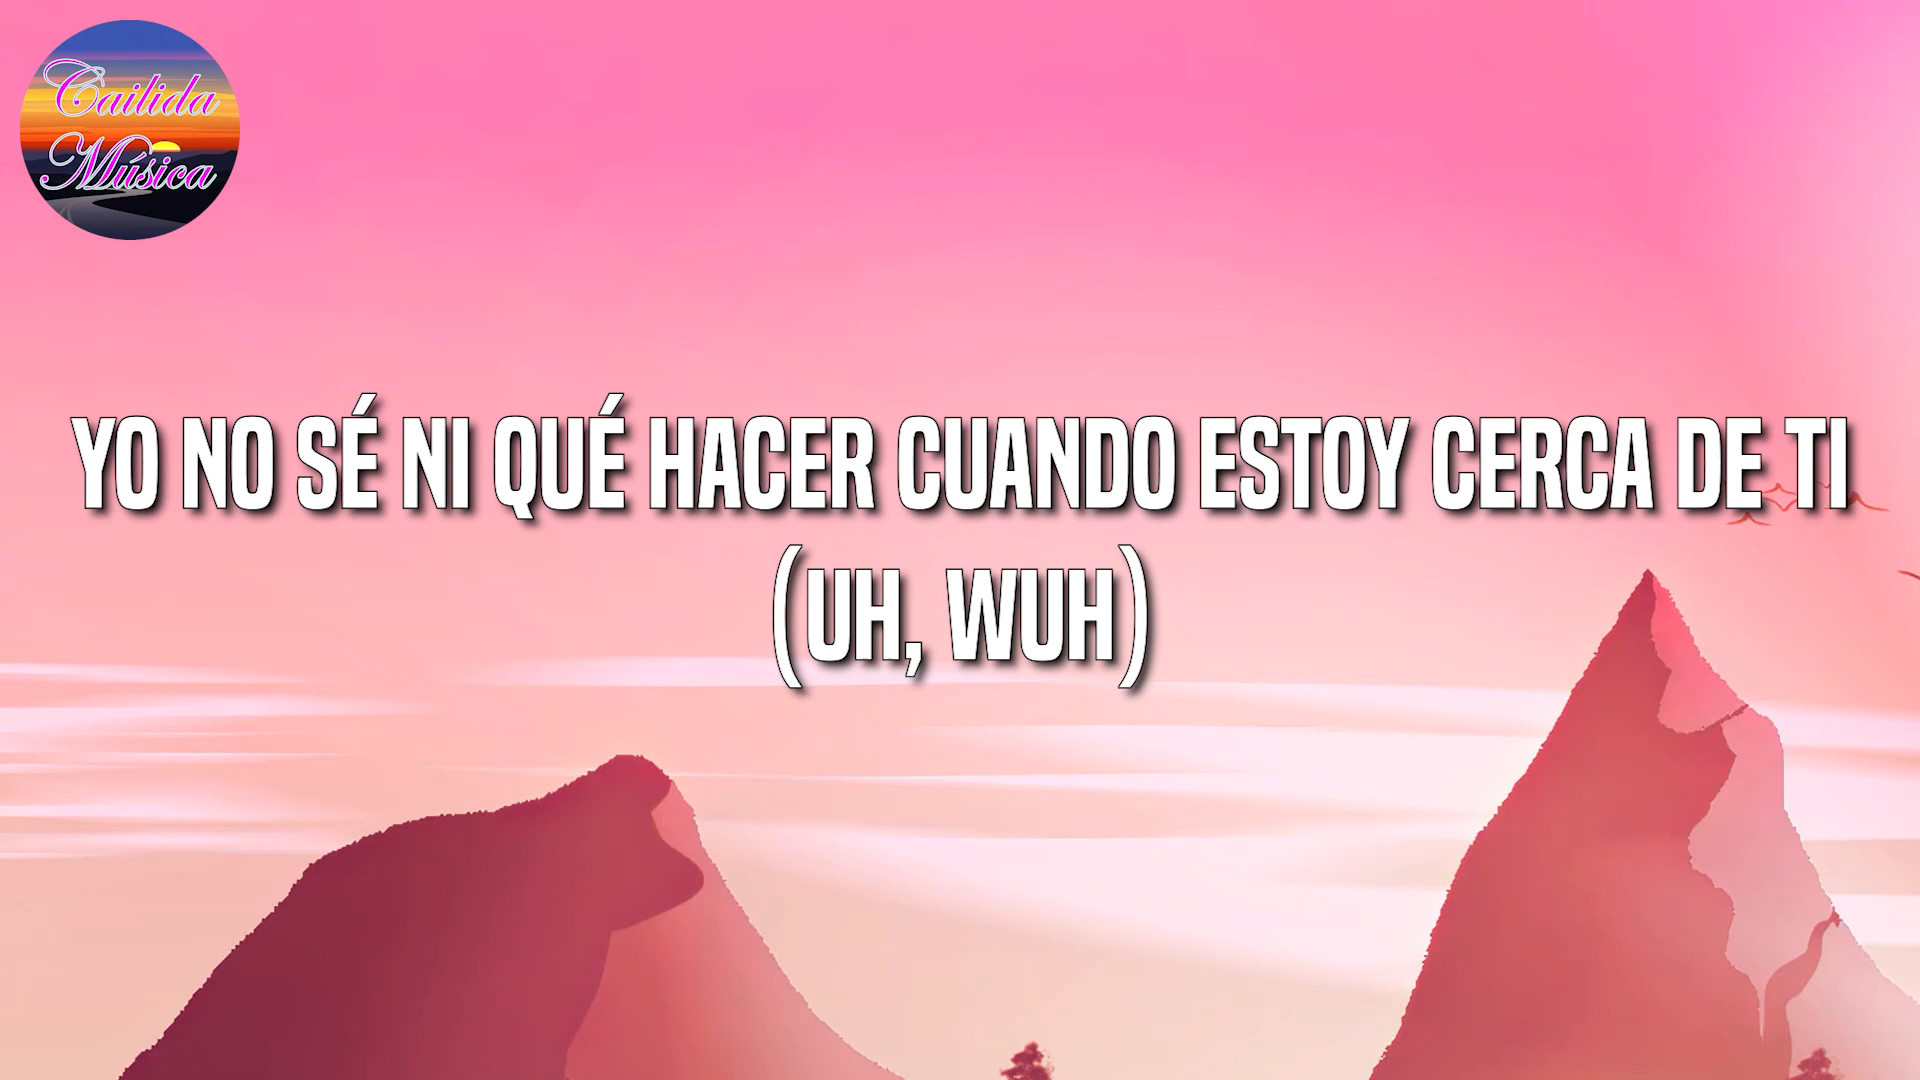 Cailida
Música
YO NO SÉ NI QUÉ HACER CUANDO ESTOY CERCA DE TI
(UH, WUH)